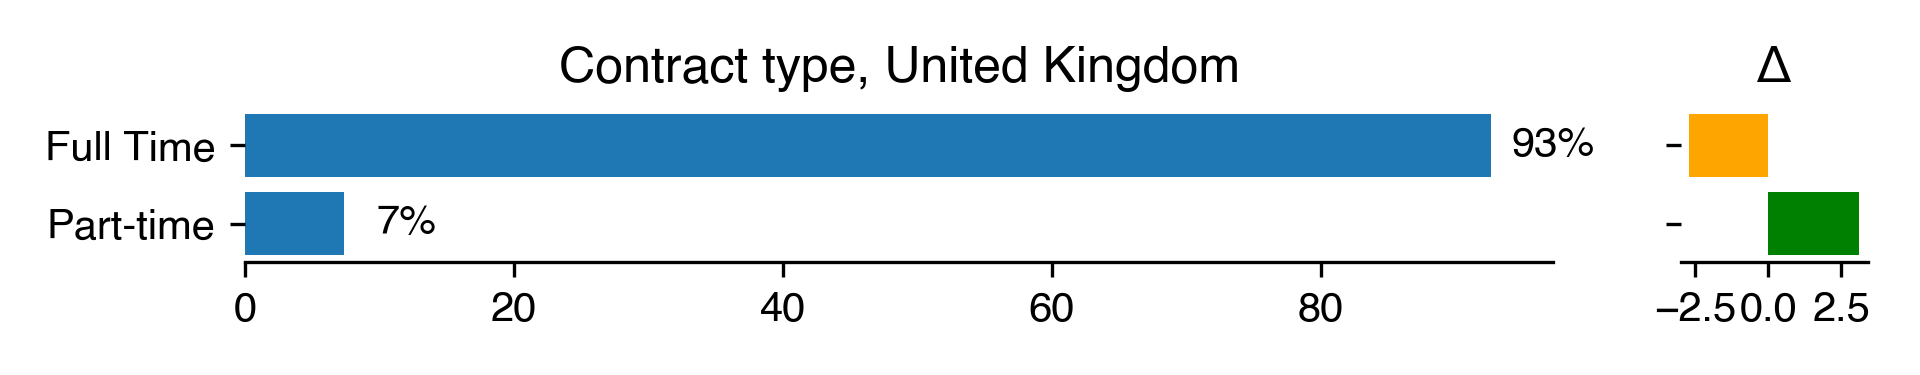 Contract type, United Kingdom
Δ
Full Time
93%
Part-time
7%
0 20 40 60 80
−2.5 0.0 2.5